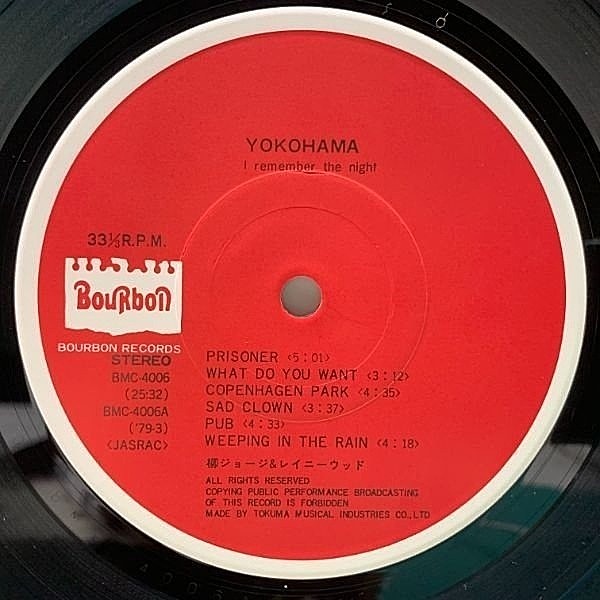 YOKOHAMA
I remember the night
33⅓R.P.M.
BouRbon
BOURBON RECORDS
STEREO
BMC-4006
(25:32)
BMC-4006A
('79・3)
<JASRAC>
PRISONER <5:01>
WHAT DO YOU WANT <3:12>
COPENHAGEN PARK <4:35>
SAD CLOWN <3:37>
PUB <4:33>
WEEPING IN THE RAIN <4:18>
柳ジョージ&レイニーウッド
ALL RIGHTS RESERVED
COPYING PUBLIC PERFORMANCE BROADCASTING
OF THIS RECORD IS FORBIDDEN
MADE BY TOKUMA MUSICAL INDUSTRIES CO.,LTD